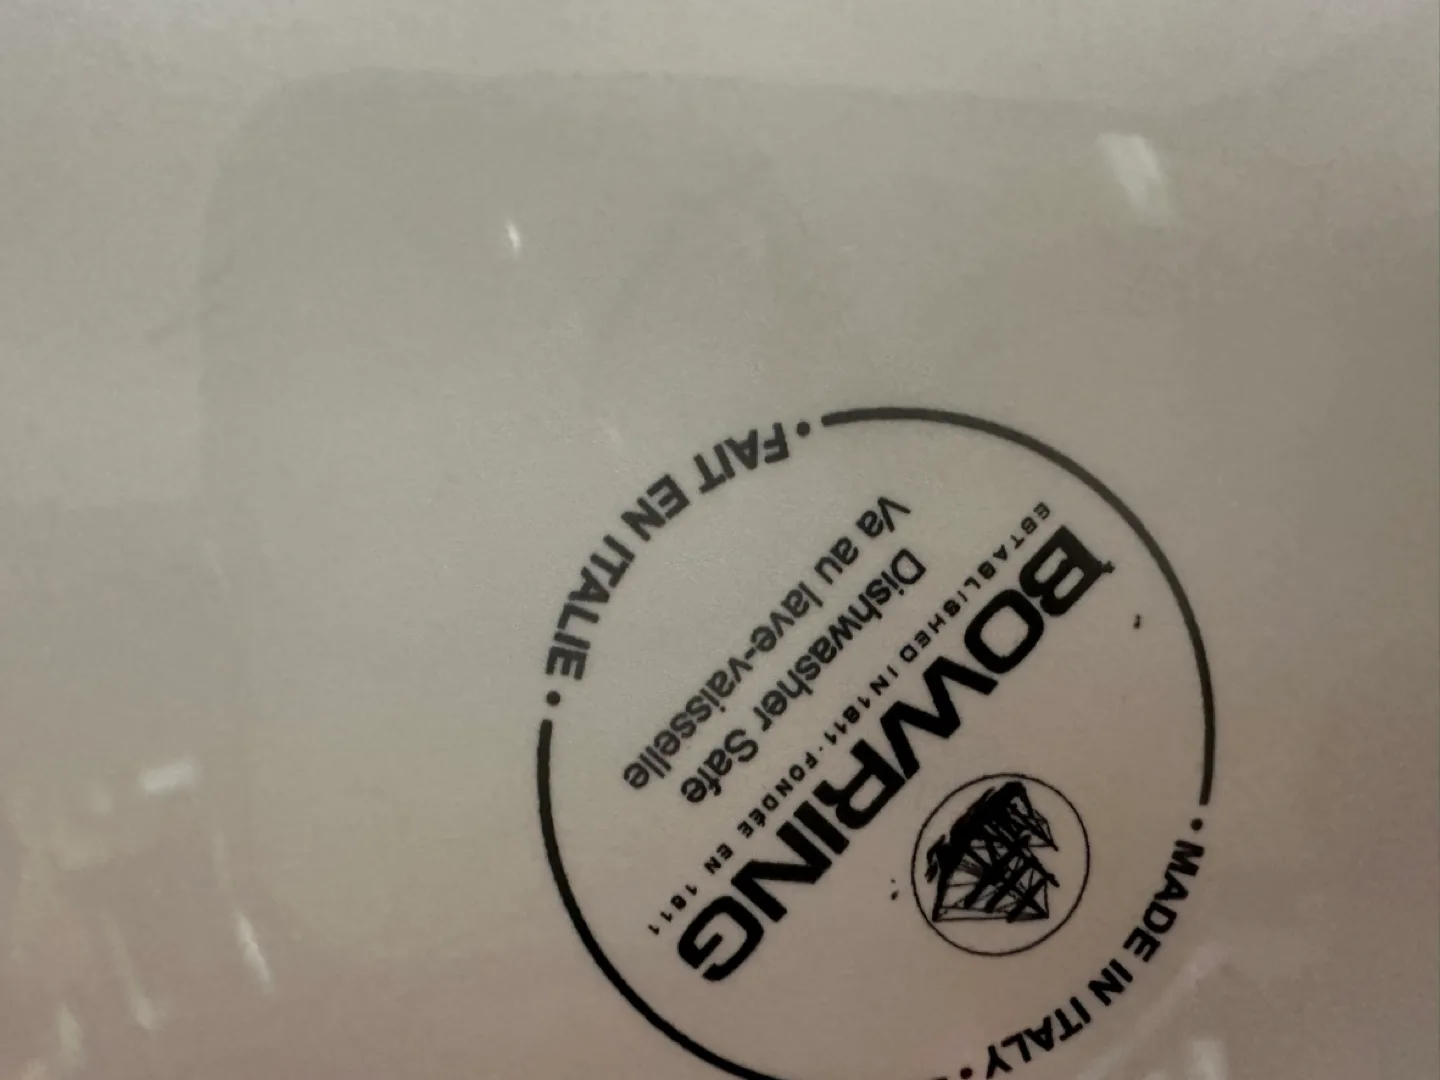 • MADE IN ITALY •
BOWRING
ESTABLISHED IN 1811 · FONDÉE EN 1811
Dishwasher Safe
Va au lave-vaisselle
• FAIT EN ITALIE •